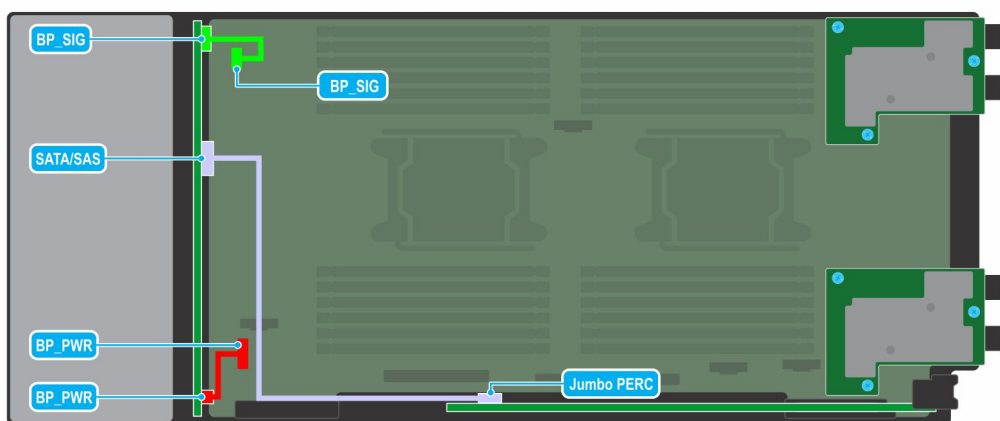 BP_SIG
BP_SIG
SATA/SAS
BP_PWR
Jumbo PERC
BP_PWR